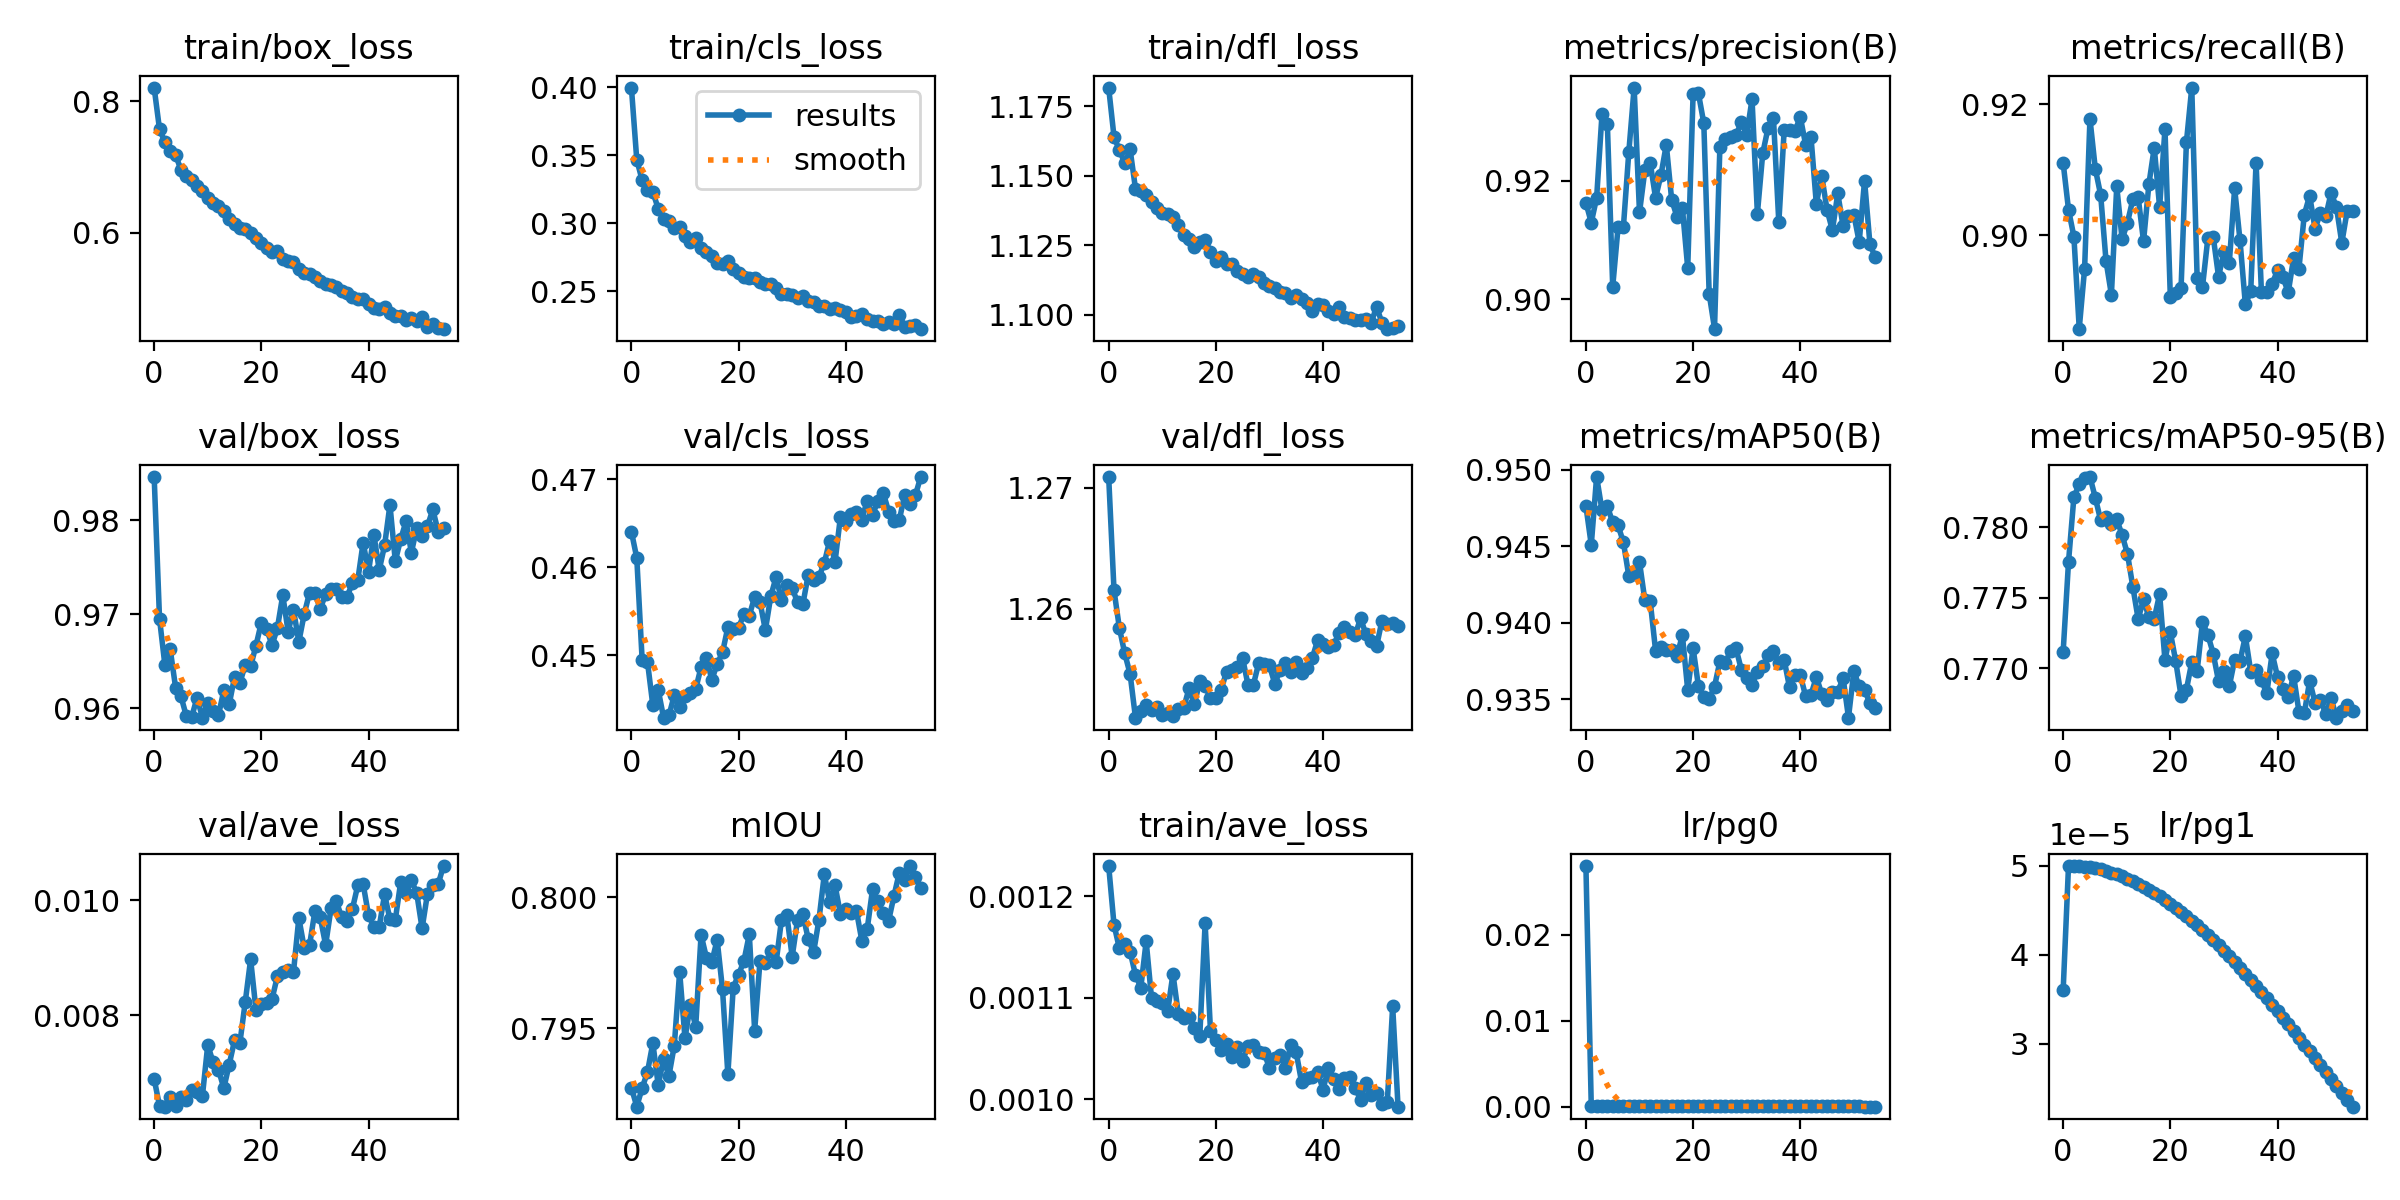 train/box_loss
train/cls_loss
train/dfl_loss
metrics/precision(B)
metrics/recall(B)
0.8
0.6
0 20 40
0.40
0.35
0.30
0.25
results
smooth
0 20 40
1.175
1.150
1.125
1.100
0 20 40
0.92
0.90
0 20 40
0.92
0.90
0 20 40
val/box_loss
val/cls_loss
val/dfl_loss
metrics/mAP50(B)
metrics/mAP50-95(B)
0.98
0.97
0.96
0 20 40
0.47
0.46
0.45
0 20 40
1.27
1.26
0 20 40
0.950
0.945
0.940
0.935
0 20 40
0.780
0.775
0.770
0 20 40
val/ave_loss
mIOU
train/ave_loss
lr/pg0
lr/pg1
0.010
0.008
0 20 40
0.800
0.795
0 20 40
0.0012
0.0011
0.0010
0 20 40
0.02
0.01
0.00
0 20 40
1e−5
5
4
3
0 20 40